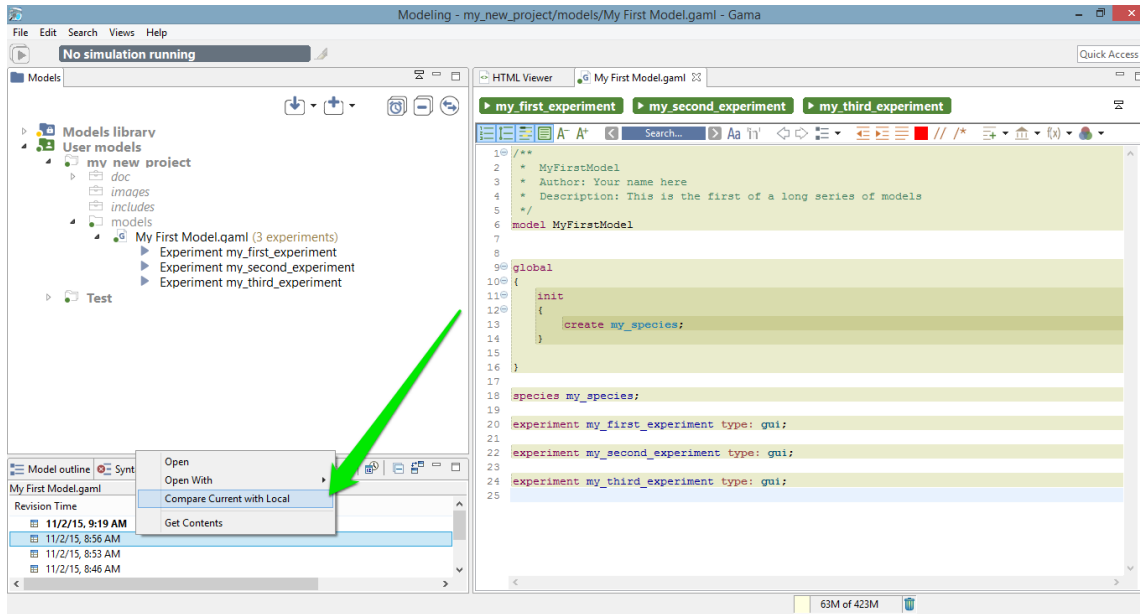 Modeling - my_new_project/models/My First Model.gaml - Gama
File Edit Search Views Help
No simulation running
Quick Access
Models
Models library
User models
my new project
doc
images
includes
models
My First Model.gaml (3 experiments)
Experiment my_first_experiment
Experiment my_second_experiment
Experiment my_third_experiment
Test
HTML Viewer
My First Model.gaml
my_first_experiment
my_second_experiment
my_third_experiment
A- A+ Search... Aa // /* f(x)
1 /**
2 * MyFirstModel
3 * Author: Your name here
4 * Description: This is the first of a long series of models
5 */
6 model MyFirstModel
7
8
9 global
10 {
11 init
12 {
13 create my_species;
14 }
15
16 }
17
18 species my_species;
19
20 experiment my_first_experiment type: gui;
21
22 experiment my_second_experiment type: gui;
23
24 experiment my_third_experiment type: gui;
25
Model outline Synt
My First Model.gaml
Revision Time
11/2/15, 9:19 AM
11/2/15, 8:56 AM
11/2/15, 8:53 AM
11/2/15, 8:46 AM
Open
Open With
Compare Current with Local
Get Contents
63M of 423M